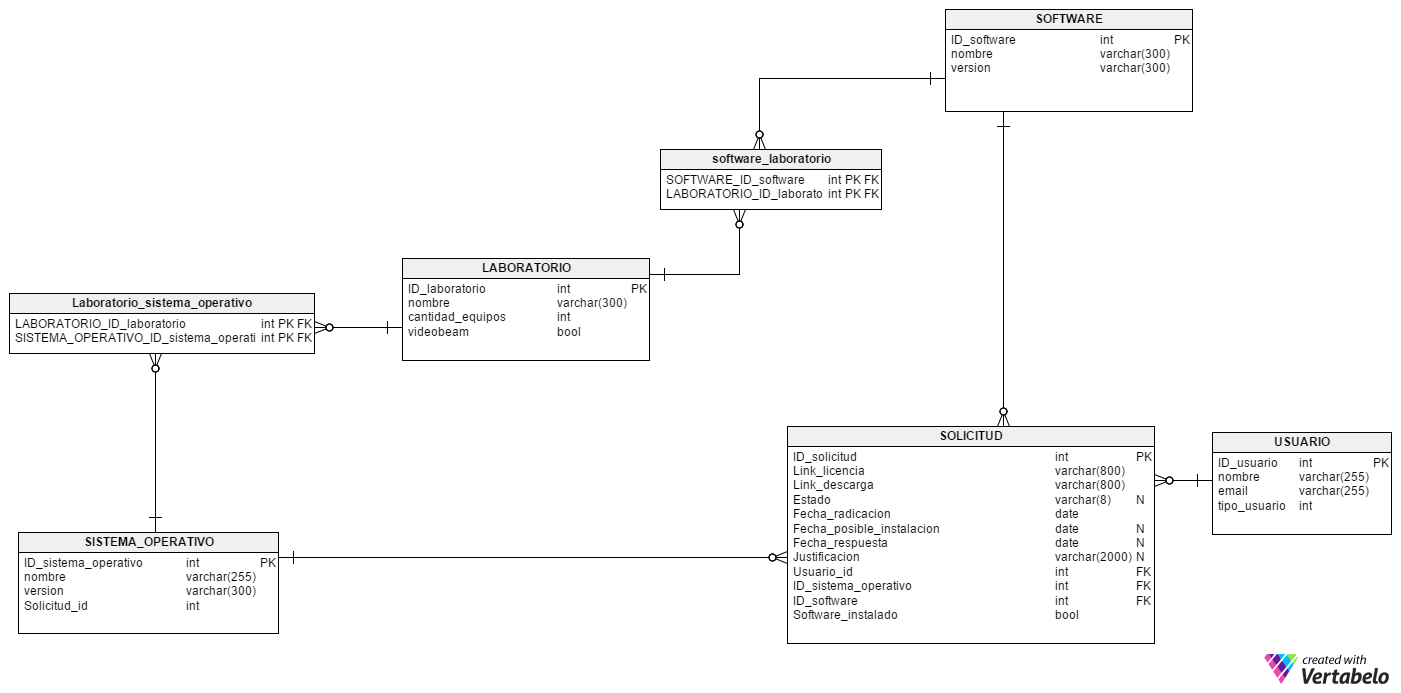 SOFTWARE
ID_software int PK
nombre varchar(300)
version varchar(300)
software_laboratorio
SOFTWARE_ID_software int PK FK
LABORATORIO_ID_laborato int PK FK
LABORATORIO
ID_laboratorio int PK
nombre varchar(300)
cantidad_equipos int
videobeam bool
Laboratorio_sistema_operativo
LABORATORIO_ID_laboratorio int PK FK
SISTEMA_OPERATIVO_ID_sistema_operati int PK FK
SOLICITUD
ID_solicitud int PK
Link_licencia varchar(800)
Link_descarga varchar(800)
Estado varchar(8) N
Fecha_radicacion date
Fecha_posible_instalacion date N
Fecha_respuesta date N
Justificacion varchar(2000) N
Usuario_id int FK
ID_sistema_operativo int FK
ID_software int FK
Software_instalado bool
USUARIO
ID_usuario int PK
nombre varchar(255)
email varchar(255)
tipo_usuario int
SISTEMA_OPERATIVO
ID_sistema_operativo int PK
nombre varchar(255)
version varchar(300)
Solicitud_id int
created with
Vertabelo